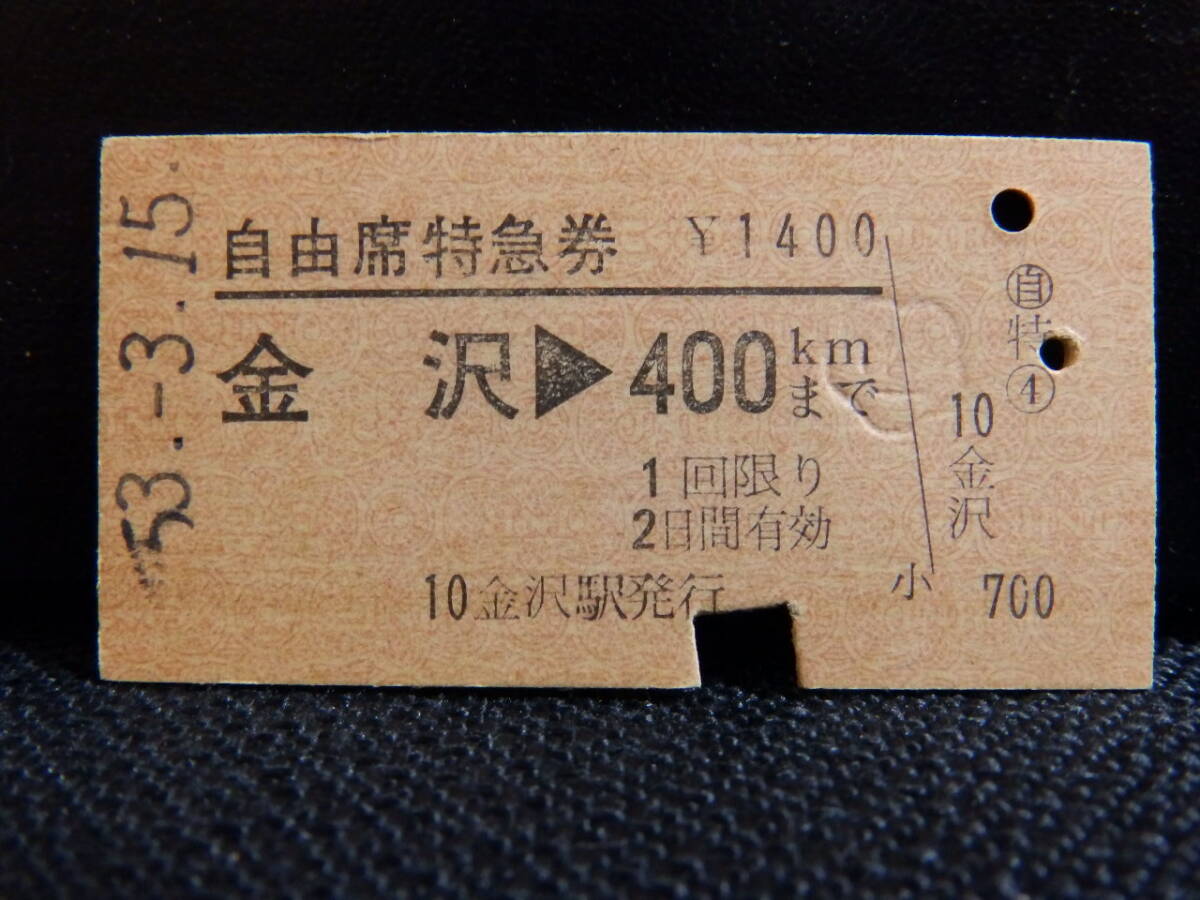 53.-3.15.
自由席特急券 ¥1400
金沢▶400kmまで
1回限り
2日間有効
10金沢駅発行
自特4
10金沢
小 700